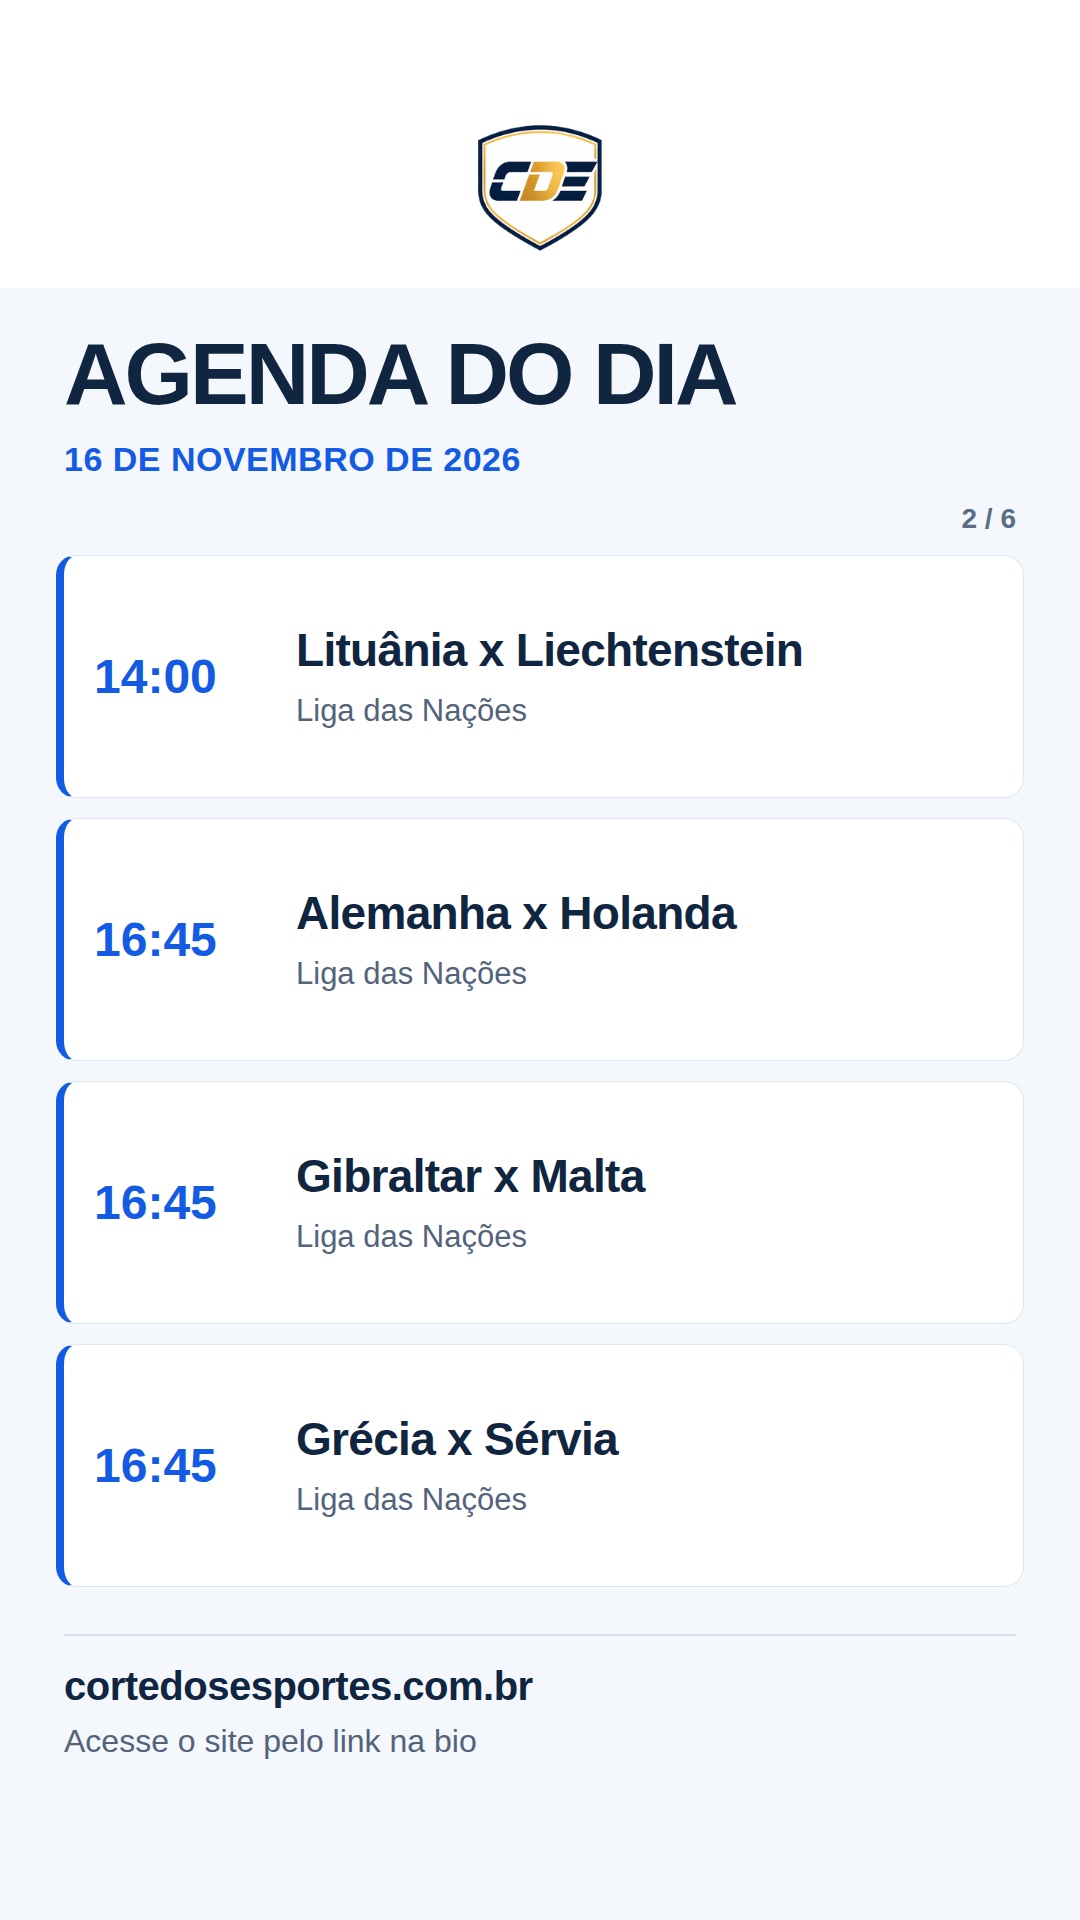 CDE
AGENDA DO DIA
16 DE NOVEMBRO DE 2026
2 / 6
14:00
Lituânia x Liechtenstein
Liga das Nações
16:45
Alemanha x Holanda
Liga das Nações
16:45
Gibraltar x Malta
Liga das Nações
16:45
Grécia x Sérvia
Liga das Nações
cortedosesportes.com.br
Acesse o site pelo link na bio